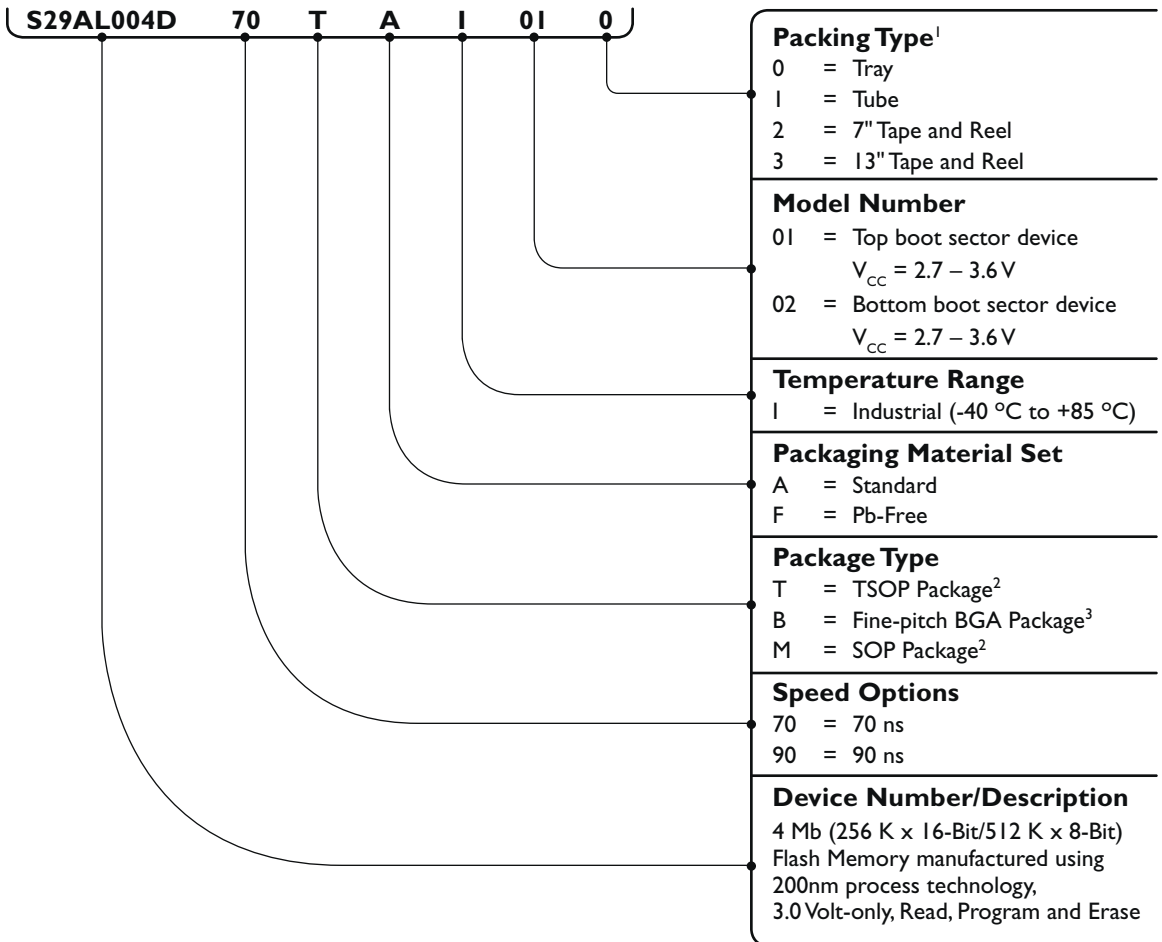 S29AL004D 70 T A I 01 0
Packing Type1
0 = Tray
1 = Tube
2 = 7" Tape and Reel
3 = 13" Tape and Reel
Model Number
01 = Top boot sector device
VCC = 2.7 – 3.6 V
02 = Bottom boot sector device
VCC = 2.7 – 3.6 V
Temperature Range
I = Industrial (-40 °C to +85 °C)
Packaging Material Set
A = Standard
F = Pb-Free
Package Type
T = TSOP Package2
B = Fine-pitch BGA Package3
M = SOP Package2
Speed Options
70 = 70 ns
90 = 90 ns
Device Number/Description
4 Mb (256 K x 16-Bit/512 K x 8-Bit)
Flash Memory manufactured using
200nm process technology,
3.0 Volt-only, Read, Program and Erase